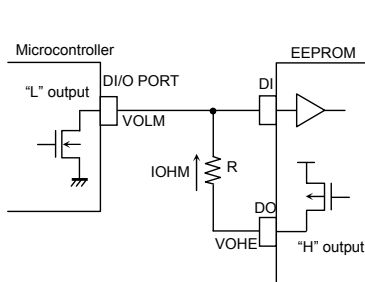 Microcontroller
EEPROM
DI/O PORT
DI
“L” output
VOLM
IOHM
R
DO
VOHE
“H” output